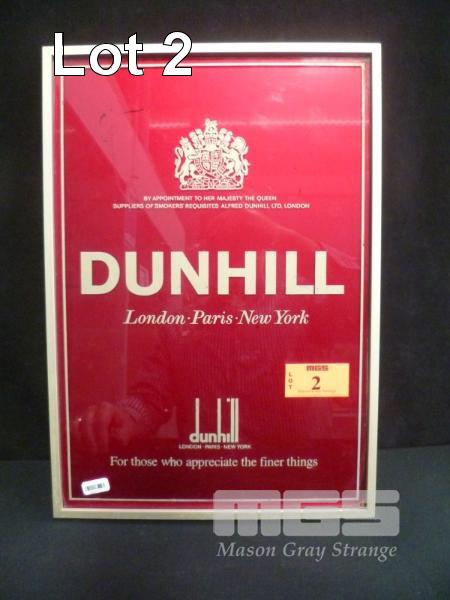 Lot 2
BY APPOINTMENT TO HER MAJESTY THE QUEEN
SUPPLIERS OF SMOKERS' REQUISITES ALFRED DUNHILL LTD, LONDON
DUNHILL
London·Paris·New York
MGS
LOT
2
dunhill
LONDON · PARIS · NEW YORK
For those who appreciate the finer things
MGS
Mason Gray Strange